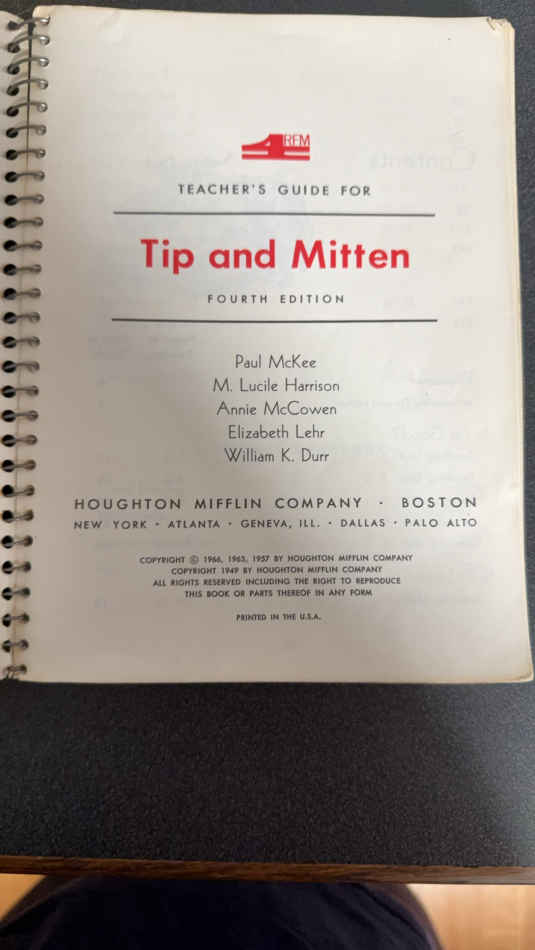 4 RFM
TEACHER'S GUIDE FOR
Tip and Mitten
FOURTH EDITION
Paul McKee
M. Lucile Harrison
Annie McCowen
Elizabeth Lehr
William K. Durr
HOUGHTON MIFFLIN COMPANY · BOSTON
NEW YORK · ATLANTA · GENEVA, ILL. · DALLAS · PALO ALTO
COPYRIGHT © 1966, 1963, 1957 BY HOUGHTON MIFFLIN COMPANY
COPYRIGHT 1949 BY HOUGHTON MIFFLIN COMPANY
ALL RIGHTS RESERVED INCLUDING THE RIGHT TO REPRODUCE
THIS BOOK OR PARTS THEREOF IN ANY FORM
PRINTED IN THE U.S.A.